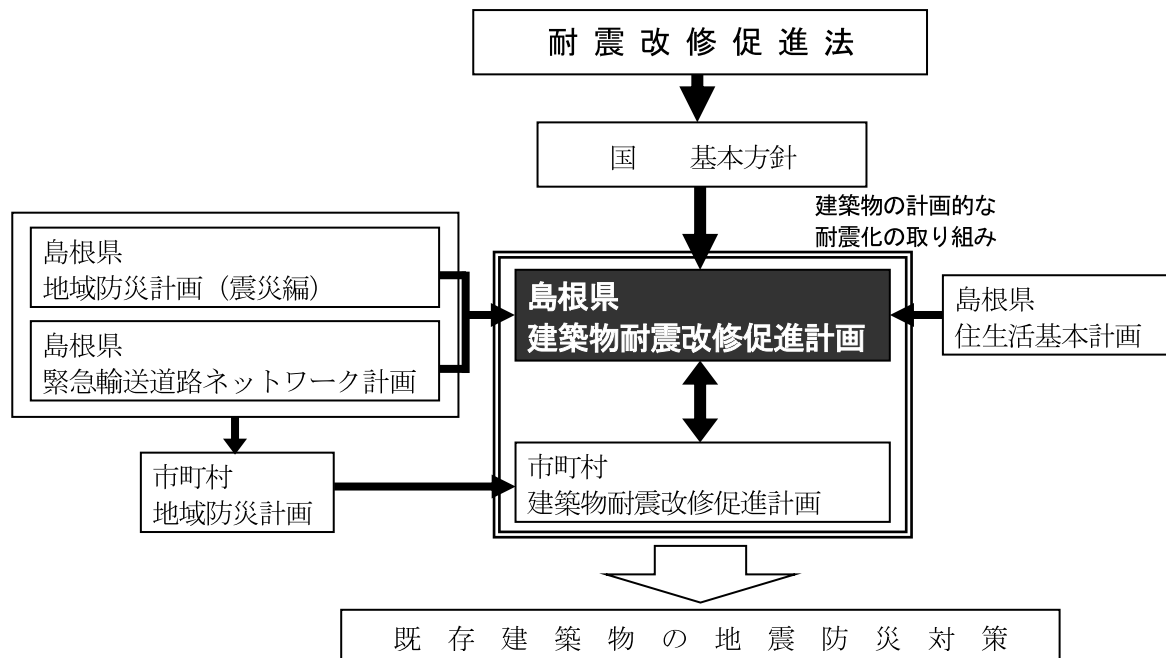 耐震改修促進法
国　　基本方針
建築物の計画的な
耐震化の取り組み
島根県
地域防災計画（震災編）
島根県
緊急輸送道路ネットワーク計画
島根県
建築物耐震改修促進計画
島根県
住生活基本計画
市町村
地域防災計画
市町村
建築物耐震改修促進計画
既存建築物の地震防災対策